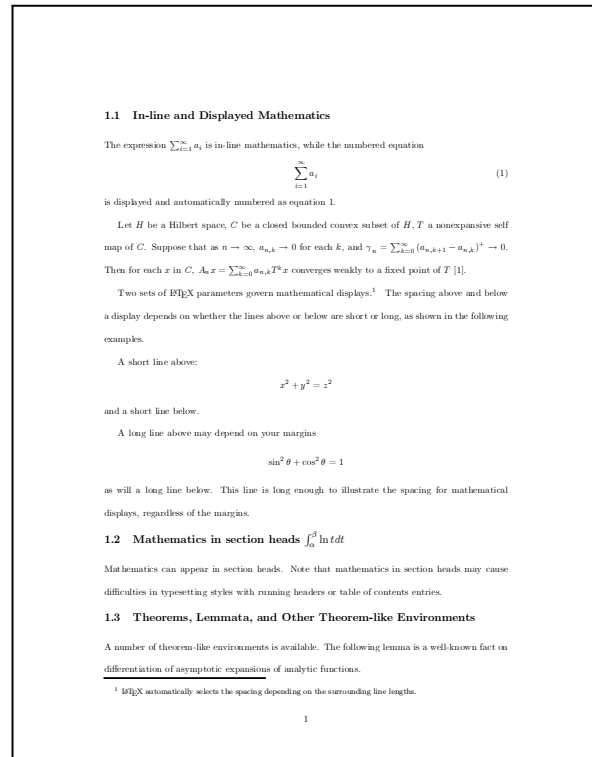 1.1 In-line and Displayed Mathematics
The expression ∑_{i=1}^{∞} a_i is in-line mathematics, while the numbered equation
∑_{i=1}^{∞} a_i (1)
is displayed and automatically numbered as equation 1.
Let H be a Hilbert space, C be a closed bounded convex subset of H, T a nonexpansive self
map of C. Suppose that as n → ∞, a_{n,k} → 0 for each k, and γ_n = ∑_{k=0}^{∞} (a_{n,k+1} − a_{n,k})^+ → 0.
Then for each x in C, A_n x = ∑_{k=0}^{∞} a_{n,k} T^k x converges weakly to a fixed point of T [1].
Two sets of LATEX parameters govern mathematical displays.¹ The spacing above and below
a display depends on whether the lines above or below are short or long, as shown in the following
examples.
A short line above:
x² + y² = z²
and a short line below.
A long line above may depend on your margins
sin² θ + cos² θ = 1
as will a long line below. This line is long enough to illustrate the spacing for mathematical
displays, regardless of the margins.
1.2 Mathematics in section heads ∫_α^β ln tdt
Mathematics can appear in section heads. Note that mathematics in section heads may cause
difficulties in typesetting styles with running headers or table of contents entries.
1.3 Theorems, Lemmata, and Other Theorem-like Environments
A number of theorem-like environments is available. The following lemma is a well-known fact on
differentiation of asymptotic expansions of analytic functions.
¹ LATEX automatically selects the spacing depending on the surrounding line lengths.
1